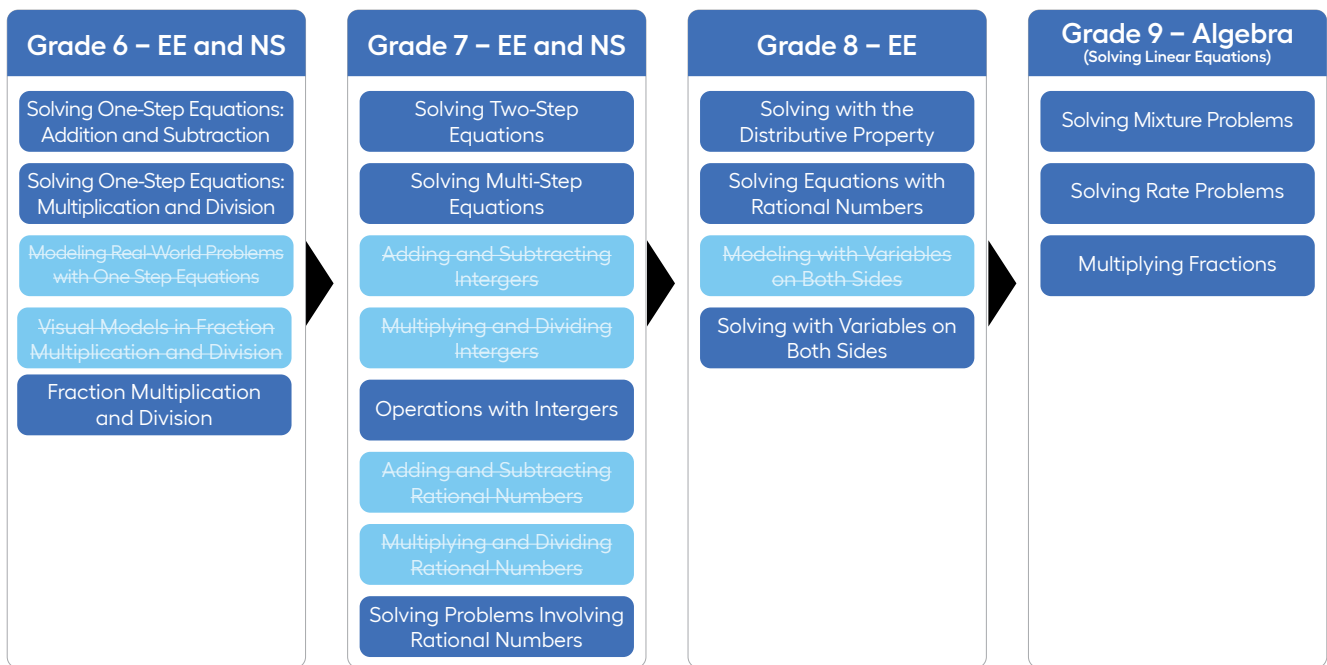 Grade 6 – EE and NS
Solving One-Step Equations:
Addition and Subtraction
Solving One-Step Equations:
Multiplication and Division
Modeling Real-World Problems
with One Step Equations
Visual Models in Fraction
Multiplication and Division
Fraction Multiplication
and Division
Grade 7 – EE and NS
Solving Two-Step
Equations
Solving Multi-Step
Equations
Adding and Subtracting
Intergers
Multiplying and Dividing
Intergers
Operations with Intergers
Adding and Subtracting
Rational Numbers
Multiplying and Dividing
Rational Numbers
Solving Problems Involving
Rational Numbers
Grade 8 – EE
Solving with the
Distributive Property
Solving Equations with
Rational Numbers
Modeling with Variables
on Both Sides
Solving with Variables on
Both Sides
Grade 9 – Algebra
(Solving Linear Equations)
Solving Mixture Problems
Solving Rate Problems
Multiplying Fractions